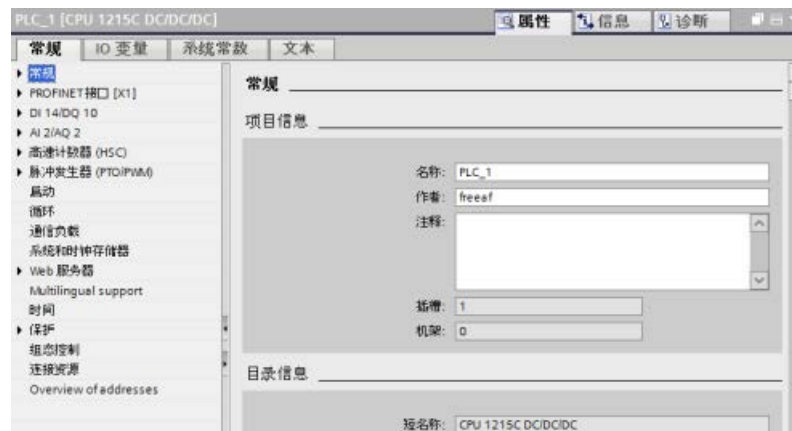 PLC_1 [CPU 1215C DC/DC/DC]
属性 信息 诊断
常规 IO 变量 系统常数 文本
常规
PROFINET接口 [X1]
DI 14/DQ 10
AI 2/AQ 2
高速计数器 (HSC)
脉冲发生器 (PTO/PWM)
启动
循环
通信负载
系统和时钟存储器
Web 服务器
Multilingual support
时间
保护
组态控制
连接资源
Overview of addresses
常规
项目信息
名称: PLC_1
作者: freeaf
注释:
插槽: 1
机架: 0
目录信息
短名称: CPU 1215C DC/DC/DC